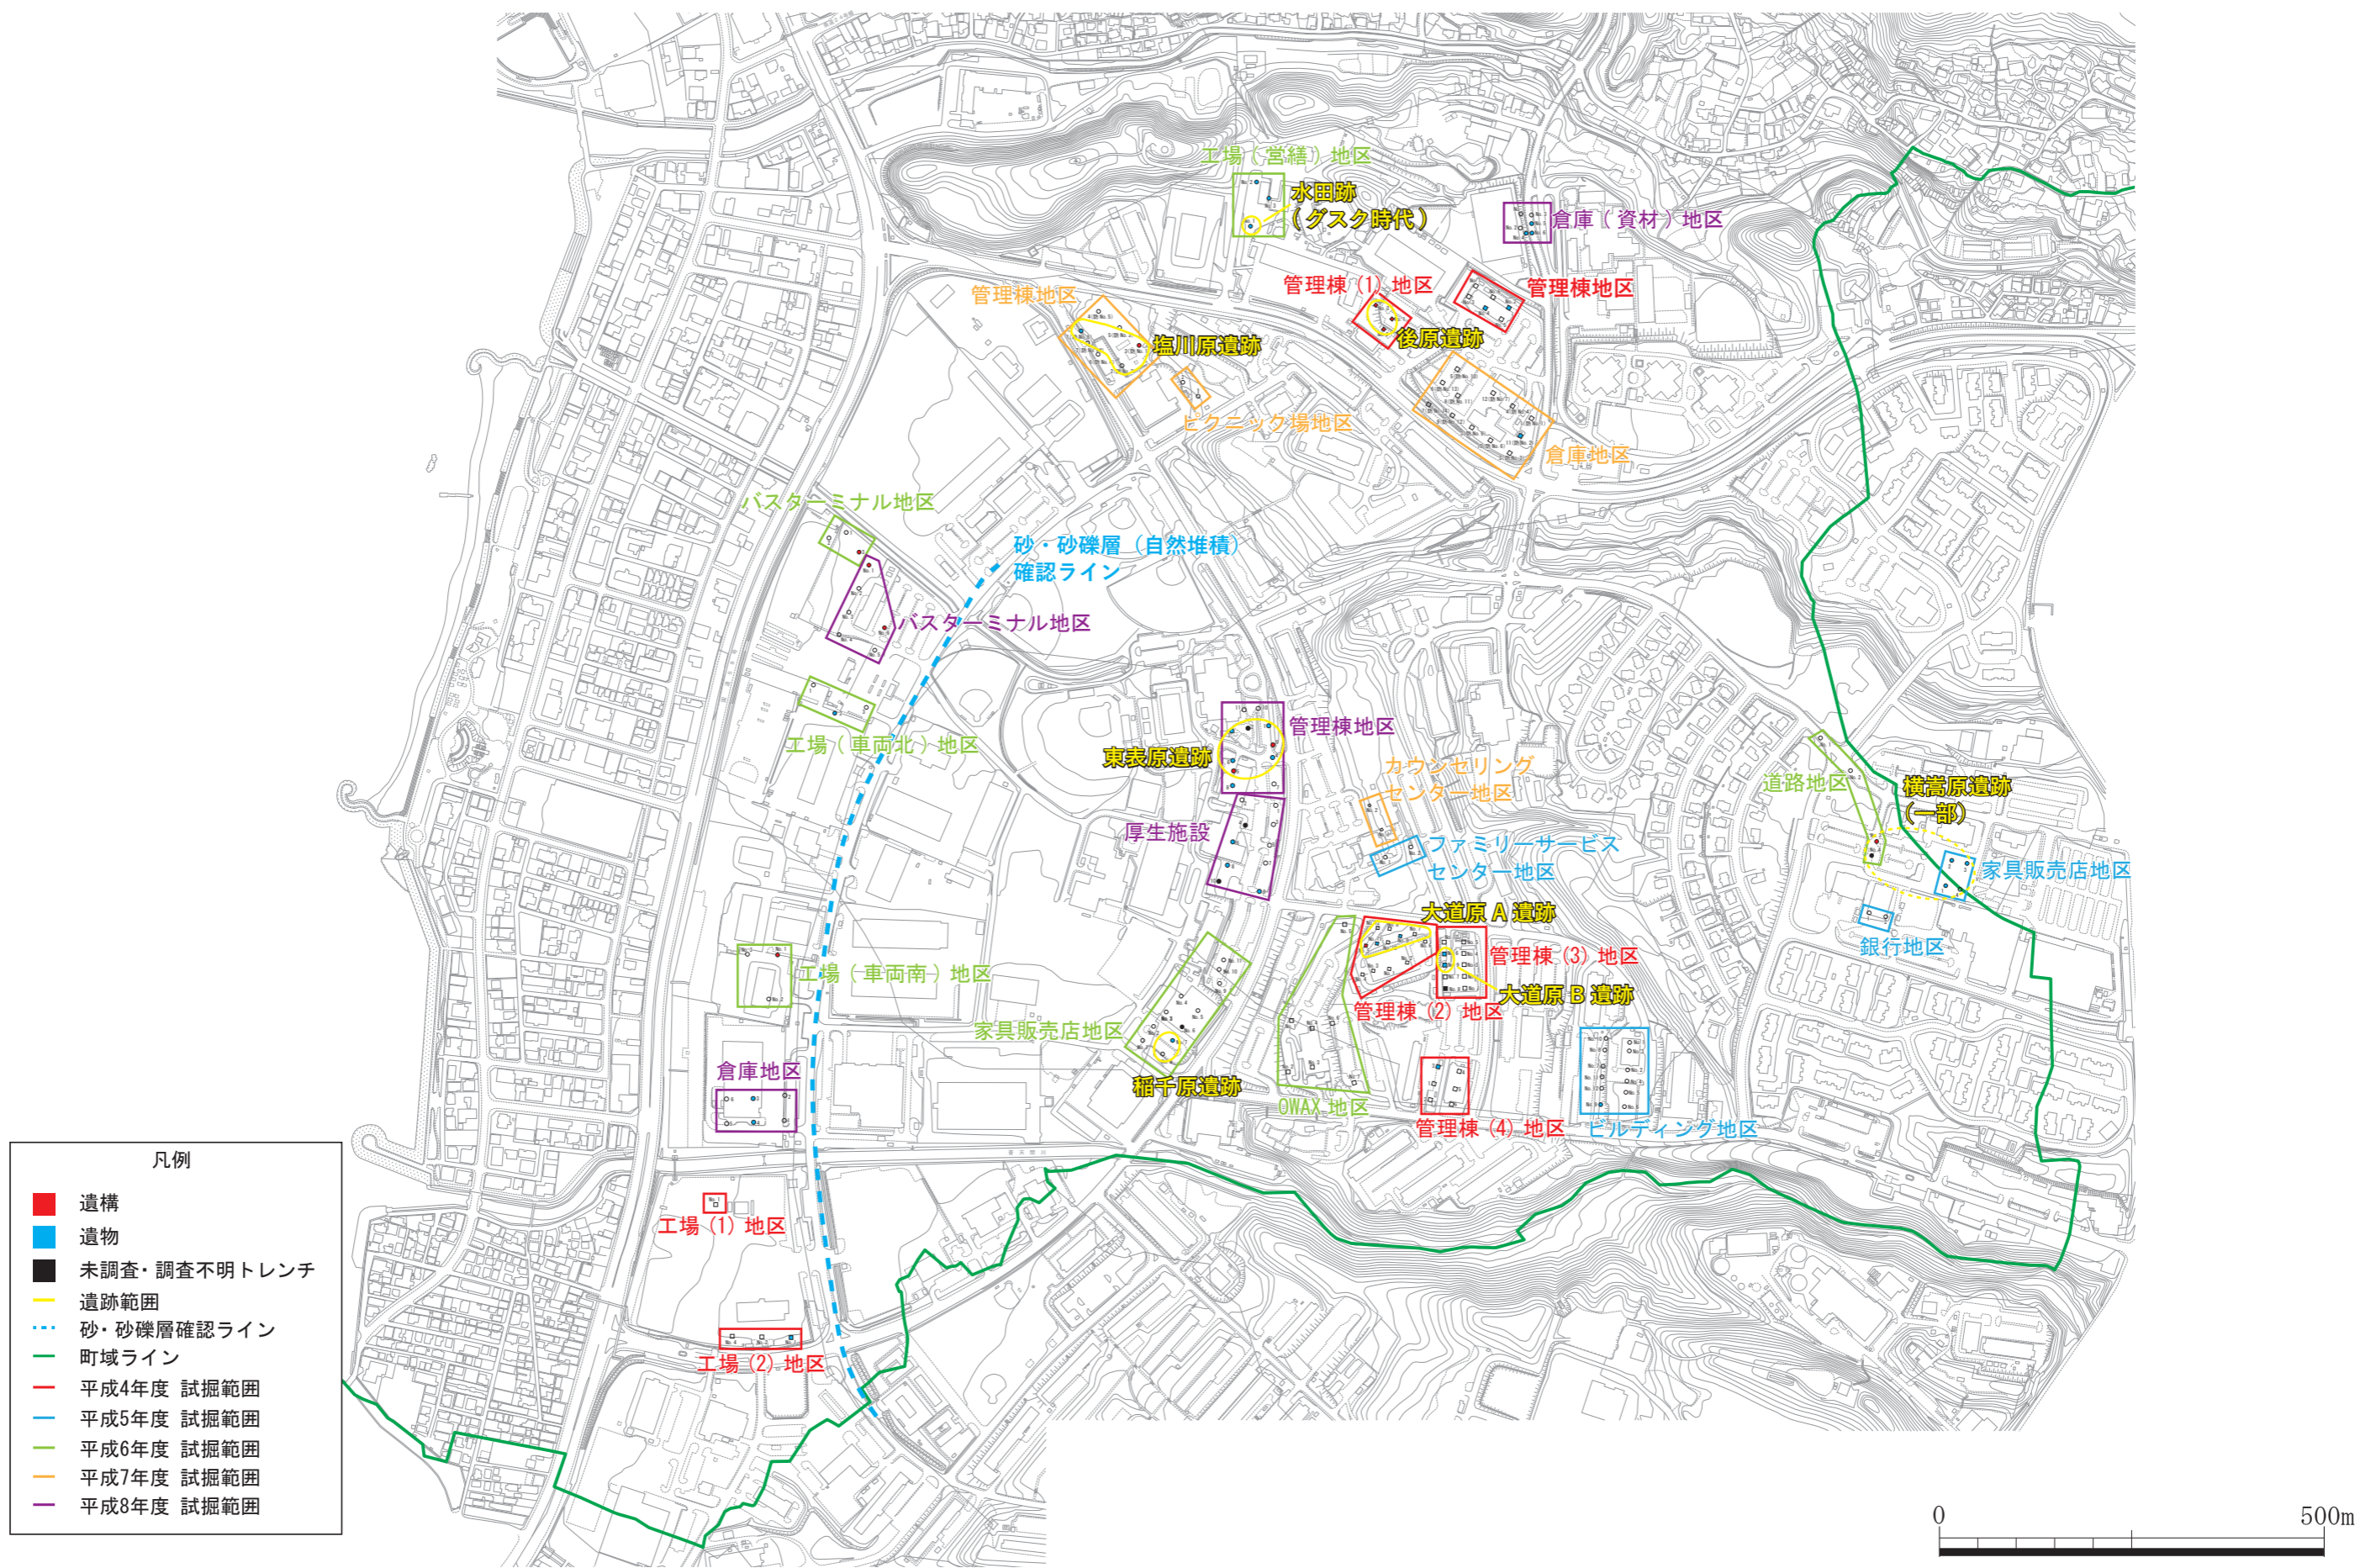 工場(営繕)地区
水田跡
(グスク時代)
倉庫(資材)地区
管理棟(1)地区
管理棟地区
管理棟地区
後原遺跡
塩川原遺跡
ピクニック場地区
倉庫地区
バスターミナル地区
砂・砂礫層(自然堆積)
確認ライン
バスターミナル地区
工場(車両北)地区
管理棟地区
東表原遺跡
カウンセリング
センター地区
道路地区
横嵩原遺跡
(一部)
厚生施設
ファミリーサービス
センター地区
家具販売店地区
大道原 A 遺跡
銀行地区
管理棟(3)地区
工場(車両南)地区
大道原 B 遺跡
管理棟(2)地区
家具販売店地区
倉庫地区
稲千原遺跡
OWAX 地区
管理棟(4)地区
ビルディング地区
工場(1)地区
工場(2)地区
凡例
遺構
遺物
未調査・調査不明トレンチ
遺跡範囲
砂・砂礫層確認ライン
町域ライン
平成4年度 試掘範囲
平成5年度 試掘範囲
平成6年度 試掘範囲
平成7年度 試掘範囲
平成8年度 試掘範囲
0 500m